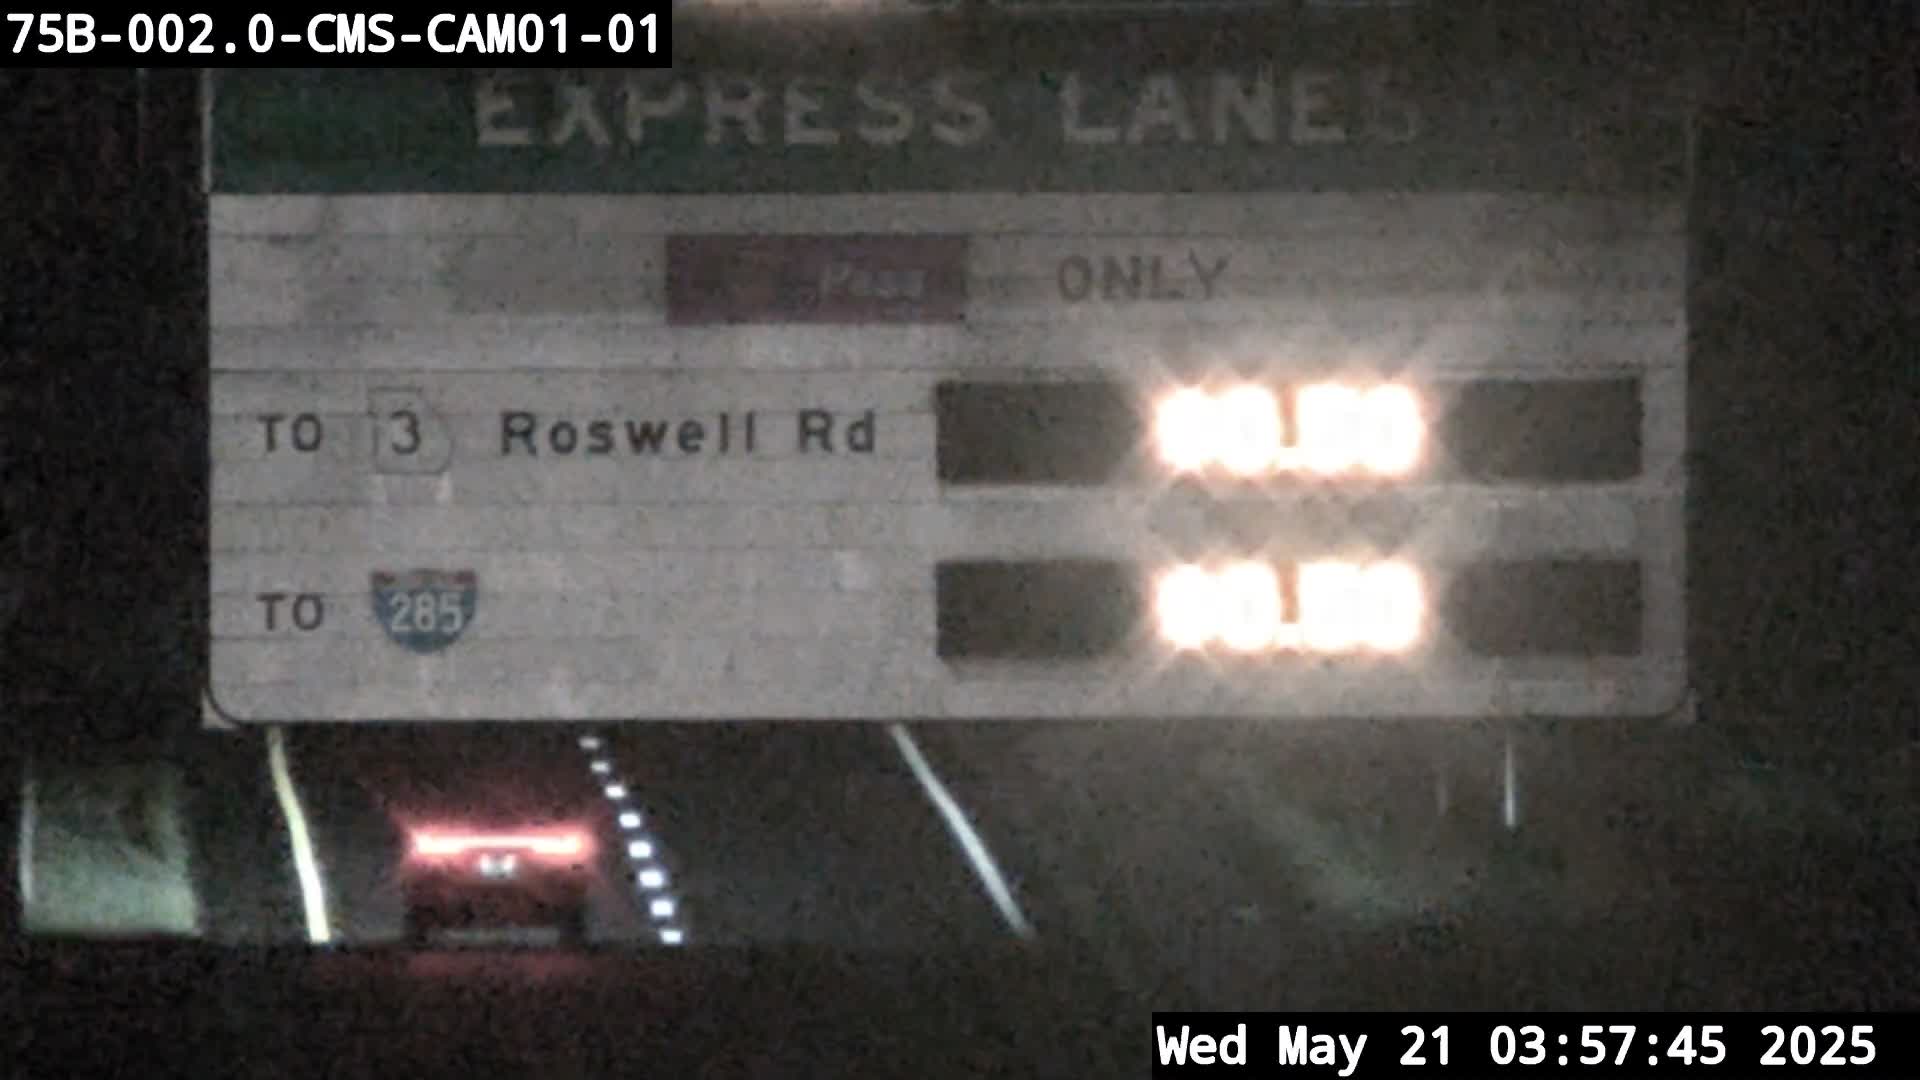 75B-002.0-CMS-CAM01-01
EXPRESS LANES
Pass ONLY
TO 3 Roswell Rd
TO 285
Wed May 21 03:57:45 2025